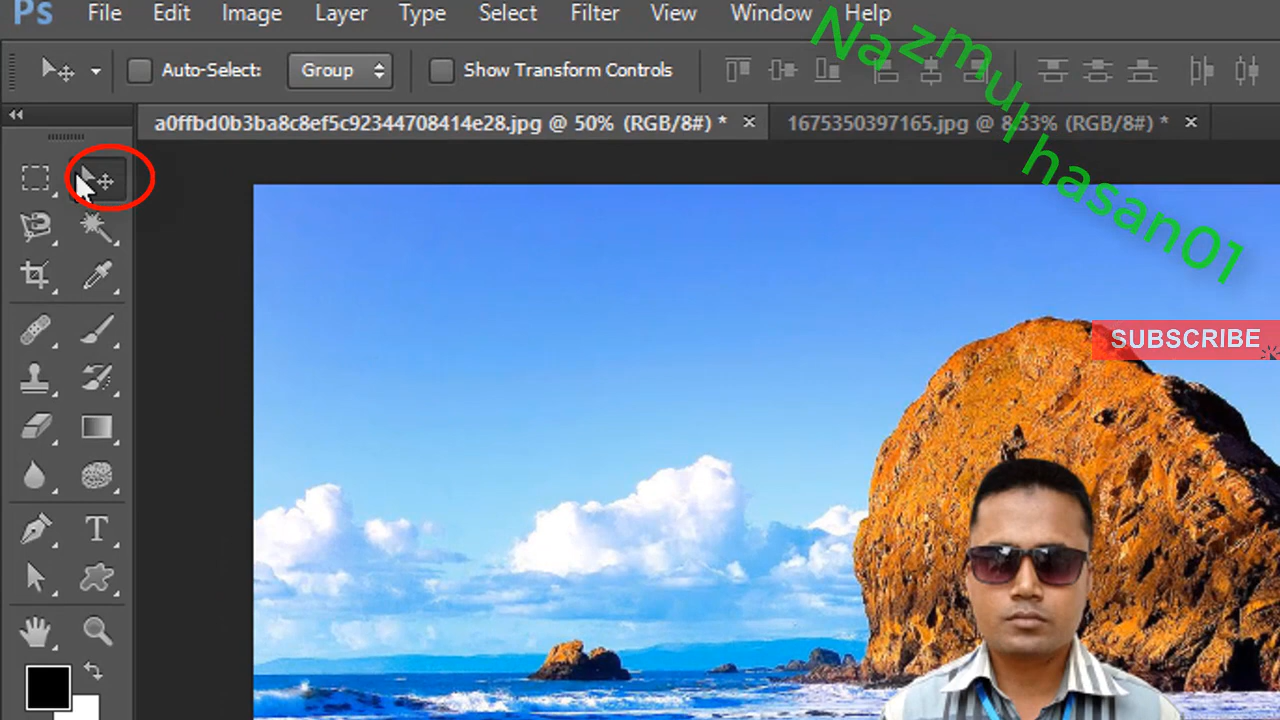 Ps File Edit Image Layer Type Select Filter View Window Help
Auto-Select: Group Show Transform Controls
a0ffbd0b3ba8c8ef5c92344708414e28.jpg @ 50% (RGB/8#) * × 1675350397165.jpg @ 8.33% (RGB/8#) * ×
Nazmul hasan01
SUBSCRIBE
T